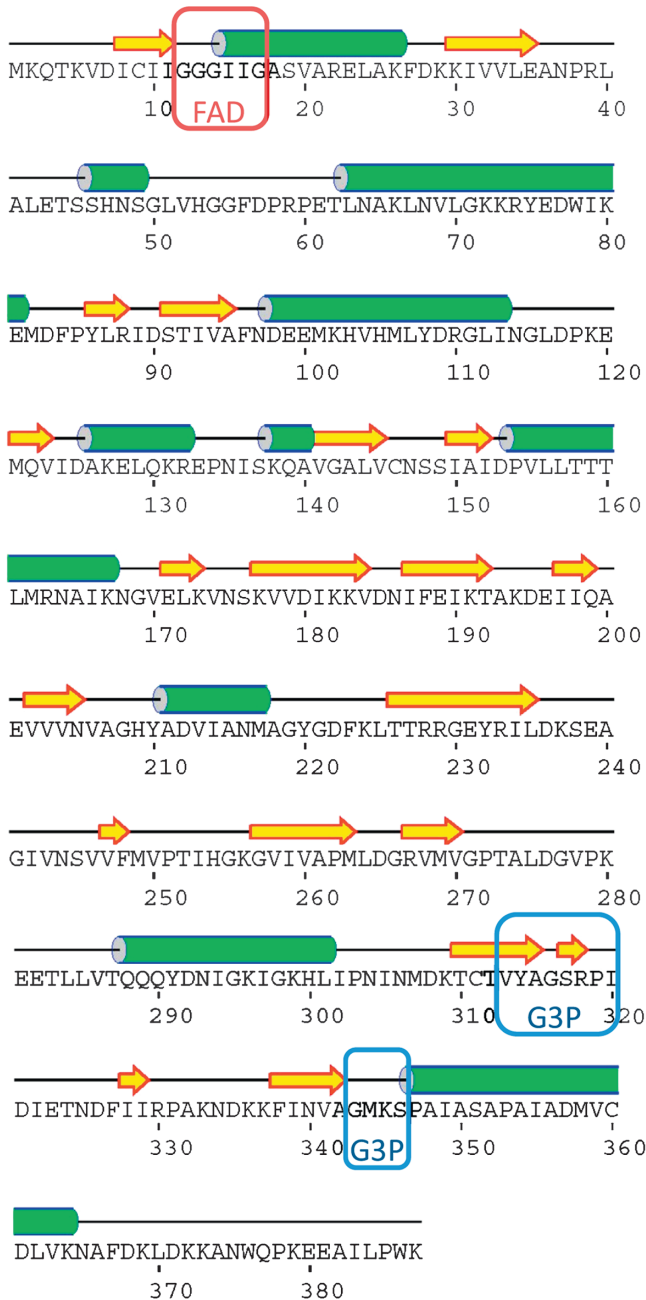 MKQTKVDICIIGGGIIGASVARELAKFDKKIVVLEANPRL
10 20 30 40
FAD
ALETSSHNSGLVHGGFDPRPETLNAKLNVLGKKRYEDWIK
50 60 70 80
EMDFPYLRIDSTIVAFNDEEMKHVHMLYDRGLINGLDPKE
90 100 110 120
MQVIDAKELQKREPNISKQAVGALVCNSSIAIDPVLLTTT
130 140 150 160
LMRNAIKNGVELKVNSKVVDIKKVDNIFEIKTAKDEIIQA
170 180 190 200
EVVVNVAGHYADVIANMAGYGDFKLTTRRGEYRILDKSEA
210 220 230 240
GIVNSVVFMVPTIHGKGVIVAPMLDGRVMVGPTALDGVPK
250 260 270 280
EETLLVTQQQYDNIGKIGKHLIPNINMDKTCTVYAGSRPI
290 300 310 320
G3P
DIETNDFIIRPAKNDKKFINVAGMKSPAIASAPAIADMVC
330 340 350 360
G3P
DLVKNAFDKLDKKANWQPKEEAILPWK
370 380